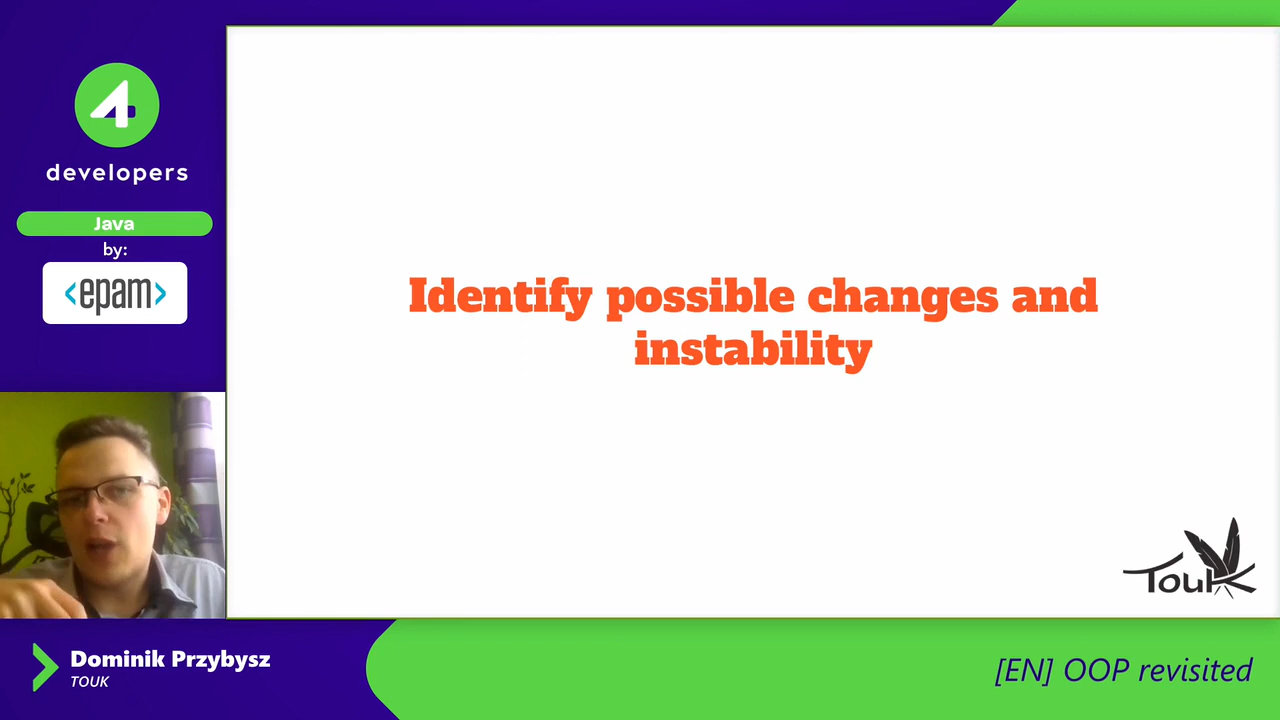 4
developers
Java
by:
<epam>
Identify possible changes and
instability
Touk
Dominik Przybysz
TOUK
[EN] OOP revisited